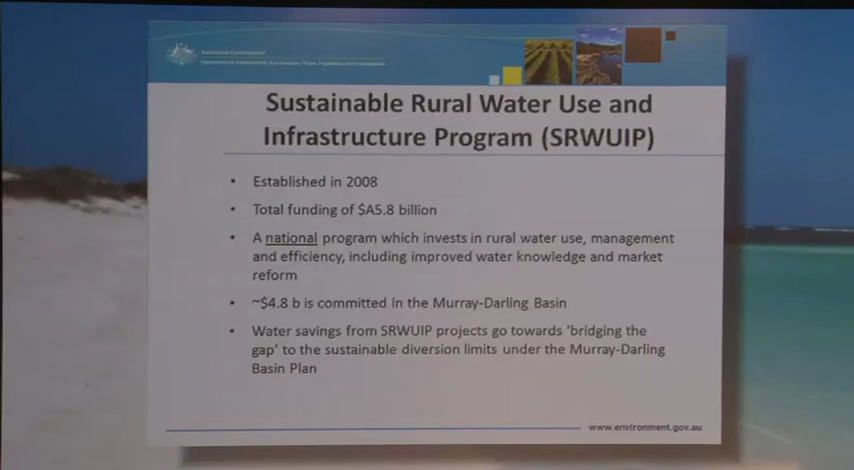 Australian Government
Sustainable Rural Water Use and
Infrastructure Program (SRWUIP)
• Established in 2008
• Total funding of $A5.8 billion
• A national program which invests in rural water use, management
and efficiency, including improved water knowledge and market
reform
• ~$4.8 b is committed in the Murray-Darling Basin
• Water savings from SRWUIP projects go towards ‘bridging the
gap’ to the sustainable diversion limits under the Murray-Darling
Basin Plan
www.environment.gov.au